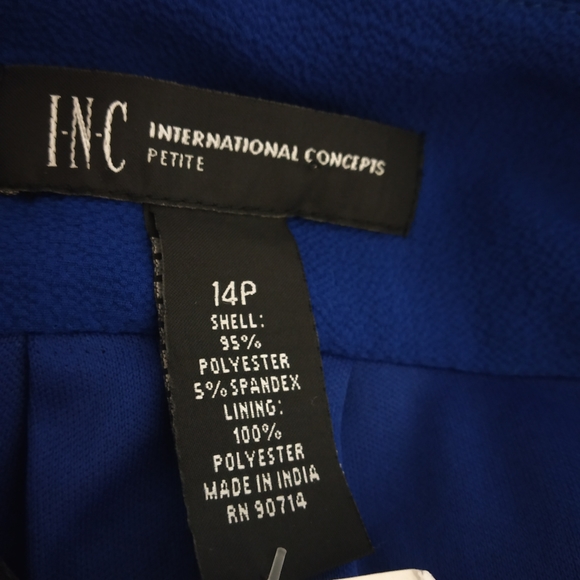 I-N-C INTERNATIONAL CONCEPTS
PETITE
14P
SHELL:
95%
POLYESTER
5% SPANDEX
LINING:
100%
POLYESTER
MADE IN INDIA
RN 90714